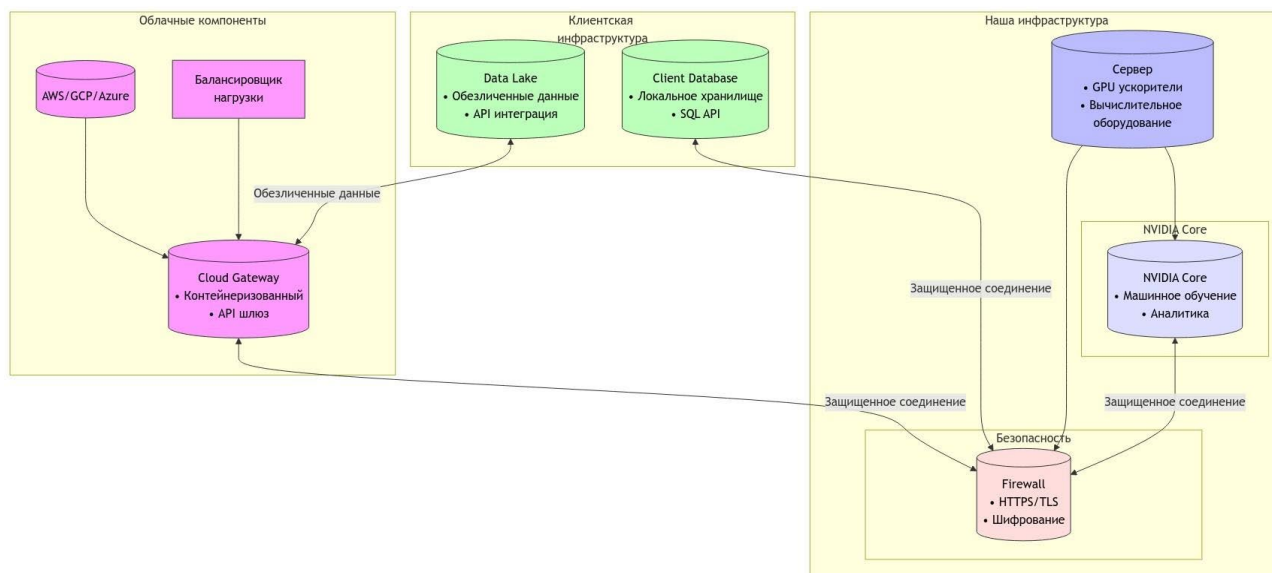 Облачные компоненты
AWS/GCP/Azure
Балансировщик
нагрузки
Обезличенные данные
Cloud Gateway
• Контейнеризованный
• API шлюз
Клиентская
инфраструктура
Data Lake
• Обезличенные данные
• API интеграция
Client Database
• Локальное хранилище
• SQL API
Наша инфраструктура
Сервер
• GPU ускорители
• Вычислительное
оборудование
NVIDIA Core
NVIDIA Core
• Машинное обучение
• Аналитика
Защищенное соединение
Защищенное соединение
Защищенное соединение
Безопасность
Firewall
• HTTPS/TLS
• Шифрование